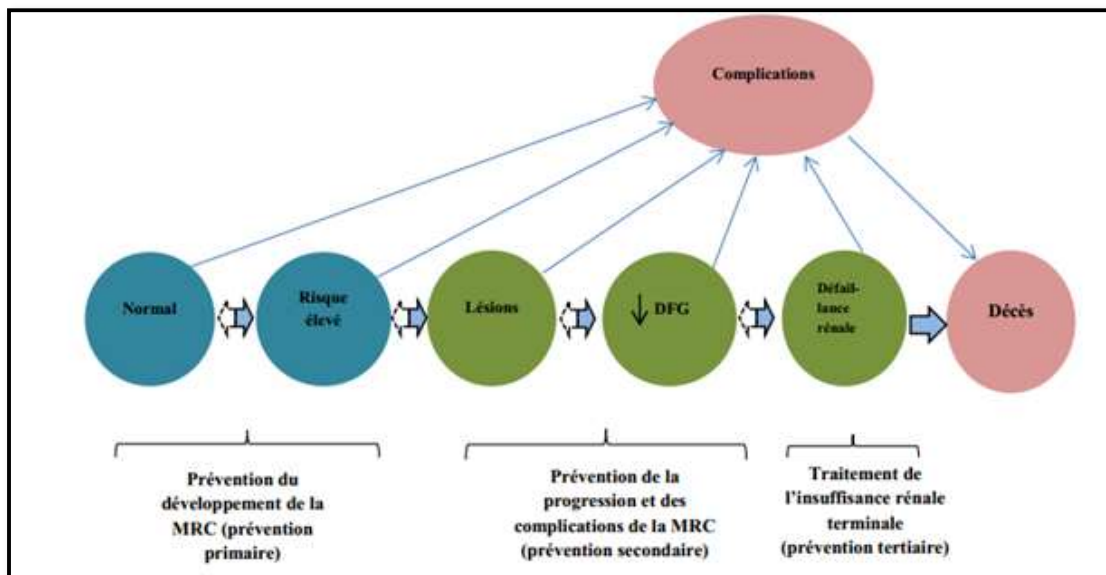 Complications
Normal
Risque
élevé
Lésions
↓ DFG
Défail-
lance
rénale
Décès
Prévention du
développement de la
MRC (prévention
primaire)
Prévention de la
progression et des
complications de la MRC
(prévention secondaire)
Traitement de
l'insuffisance rénale
terminale
(prévention tertiaire)